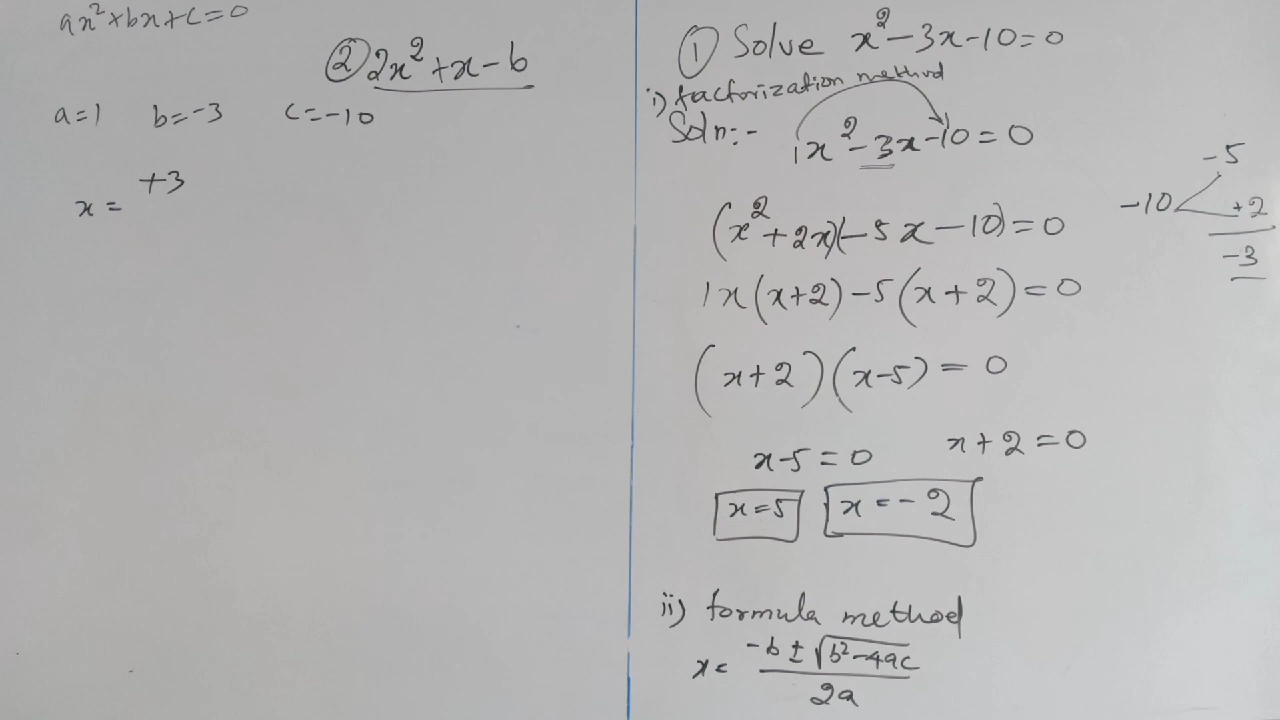 ax²+bx+c=0
② 2x²+x-6
a=1 b=-3 c=-10
x = +3
① Solve x²-3x-10=0
i) factorization method
Soln:- 1x²-3x-10=0
-5
-10 +2
-3
(x²+2x)(-5x-10)=0
1x(x+2)-5(x+2)=0
(x+2)(x-5)=0
x-5=0 x+2=0
x=5 x=-2
ii) formula method
x= -b±√b²-4ac
2a